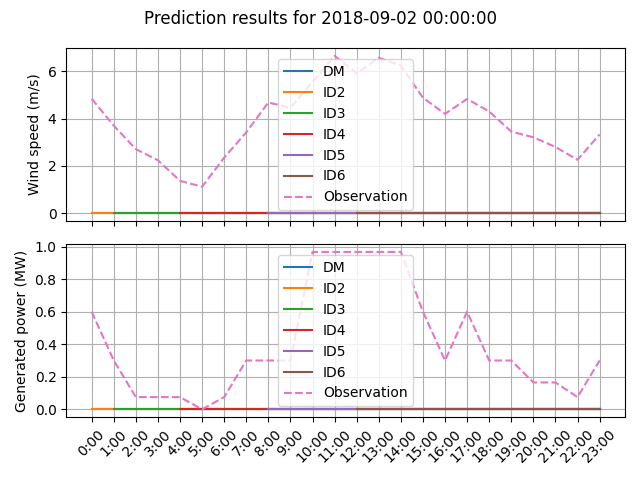 Prediction results for 2018-09-02 00:00:00
Wind speed (m/s)
6
4
2
0
DM
ID2
ID3
ID4
ID5
ID6
Observation
Generated power (MW)
1.0
0.8
0.6
0.4
0.2
0.0
DM
ID2
ID3
ID4
ID5
ID6
Observation
0:00 1:00 2:00 3:00 4:00 5:00 6:00 7:00 8:00 9:00 10:00 11:00 12:00 13:00 14:00 15:00 16:00 17:00 18:00 19:00 20:00 21:00 22:00 23:00